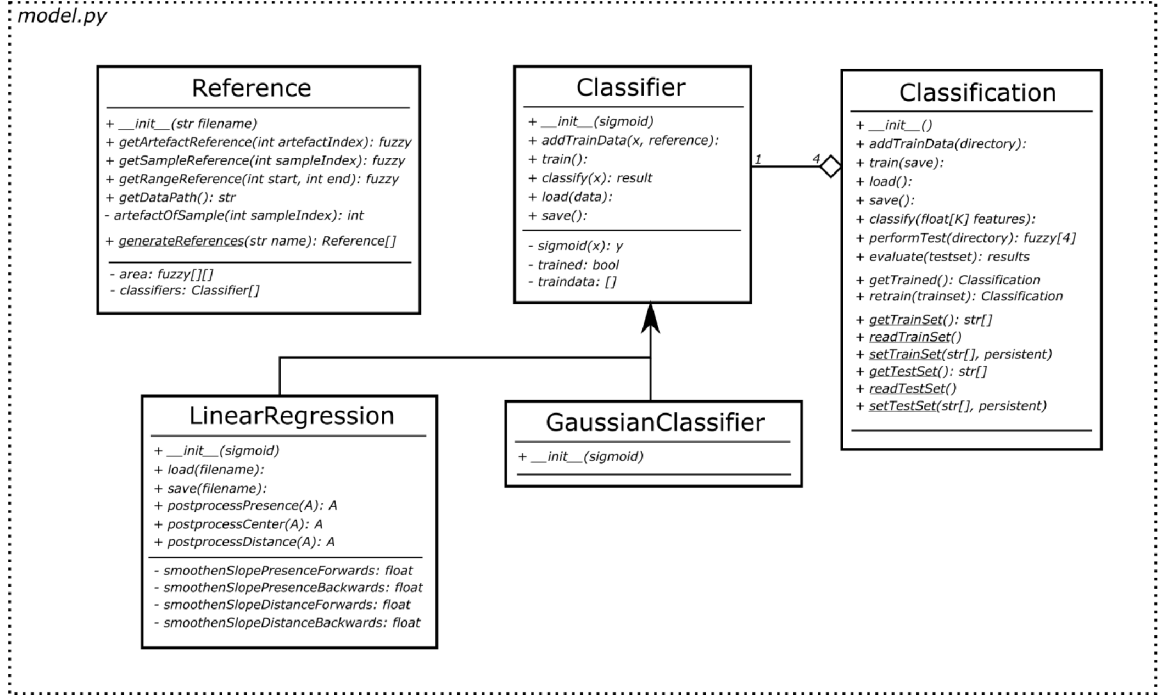 model.py
Reference
+ __init__(str filename)
+ getArtefactReference(int artefactIndex): fuzzy
+ getSampleReference(int sampleIndex): fuzzy
+ getRangeReference(int start, int end): fuzzy
+ getDataPath(): str
- artefactOfSample(int sampleIndex): int
+ generateReferences(str name): Reference[]
- area: fuzzy[][]
- classifiers: Classifier[]
Classifier
+ __init__(sigmoid)
+ addTrainData(x, reference):
+ train():
+ classify(x): result
+ load(data):
+ save():
- sigmoid(x): y
- trained: bool
- traindata: []
1
4
Classification
+ __init__()
+ addTrainData(directory):
+ train(save):
+ load():
+ save():
+ classify(float[K] features):
+ performTest(directory): fuzzy[4]
+ evaluate(testset): results
+ getTrained(): Classification
+ retrain(trainset): Classification
+ getTrainSet(): str[]
+ readTrainSet()
+ setTrainSet(str[], persistent)
+ getTestSet(): str[]
+ readTestSet()
+ setTestSet(str[], persistent)
LinearRegression
+ __init__(sigmoid)
+ load(filename):
+ save(filename):
+ postprocessPresence(A): A
+ postprocessCenter(A): A
+ postprocessDistance(A): A
- smoothenSlopePresenceForwards: float
- smoothenSlopePresenceBackwards: float
- smoothenSlopeDistanceForwards: float
- smoothenSlopeDistanceBackwards: float
GaussianClassifier
+ __init__(sigmoid)